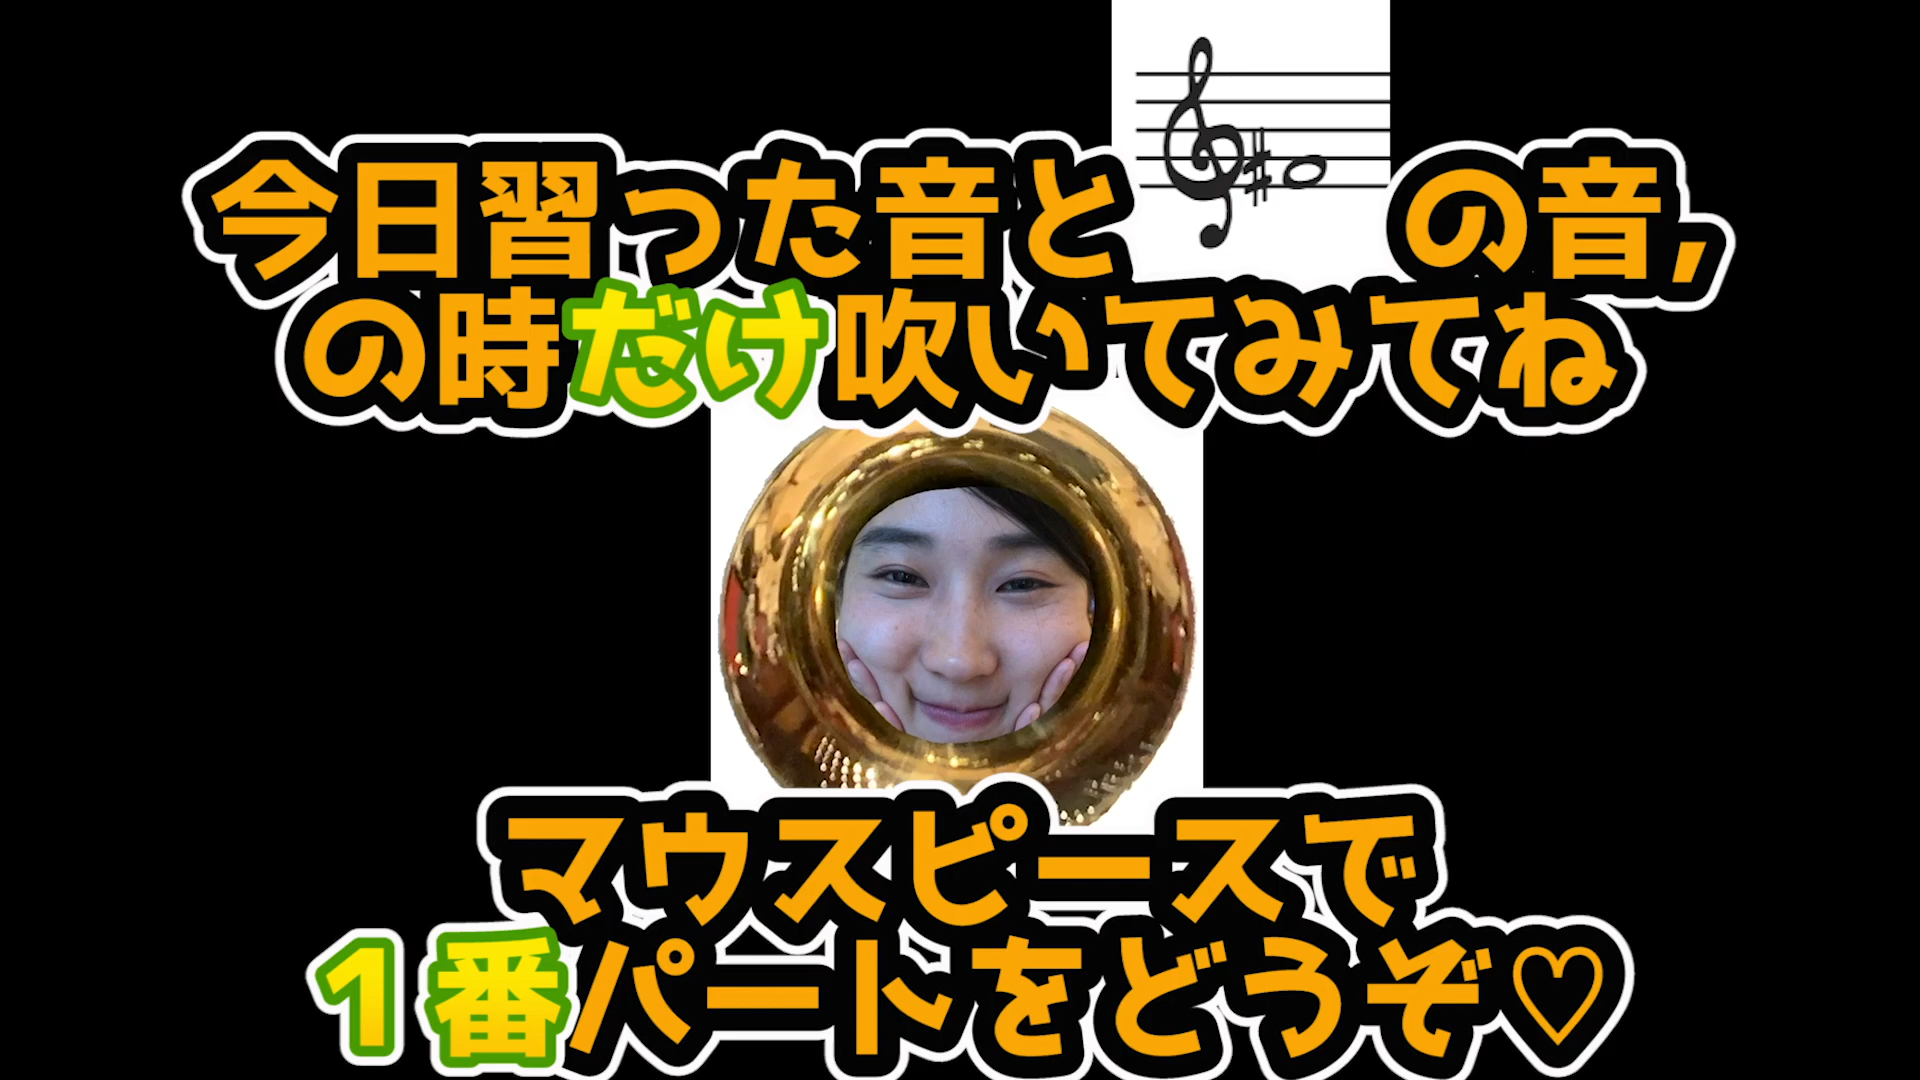 今日習った音と の音,
の時だけ吹いてみてね
マウスピースで
1番パートをどうぞ♡